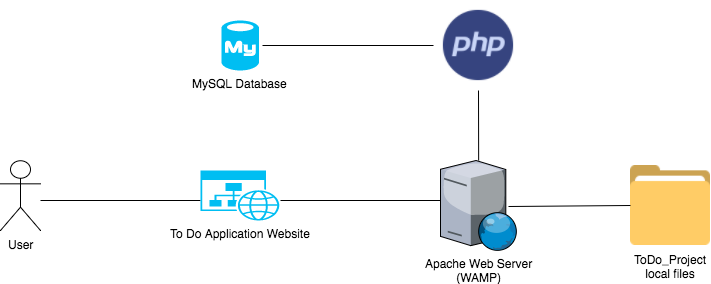 My
php
MySQL Database
User
To Do Application Website
Apache Web Server
(WAMP)
ToDo_Project
local files